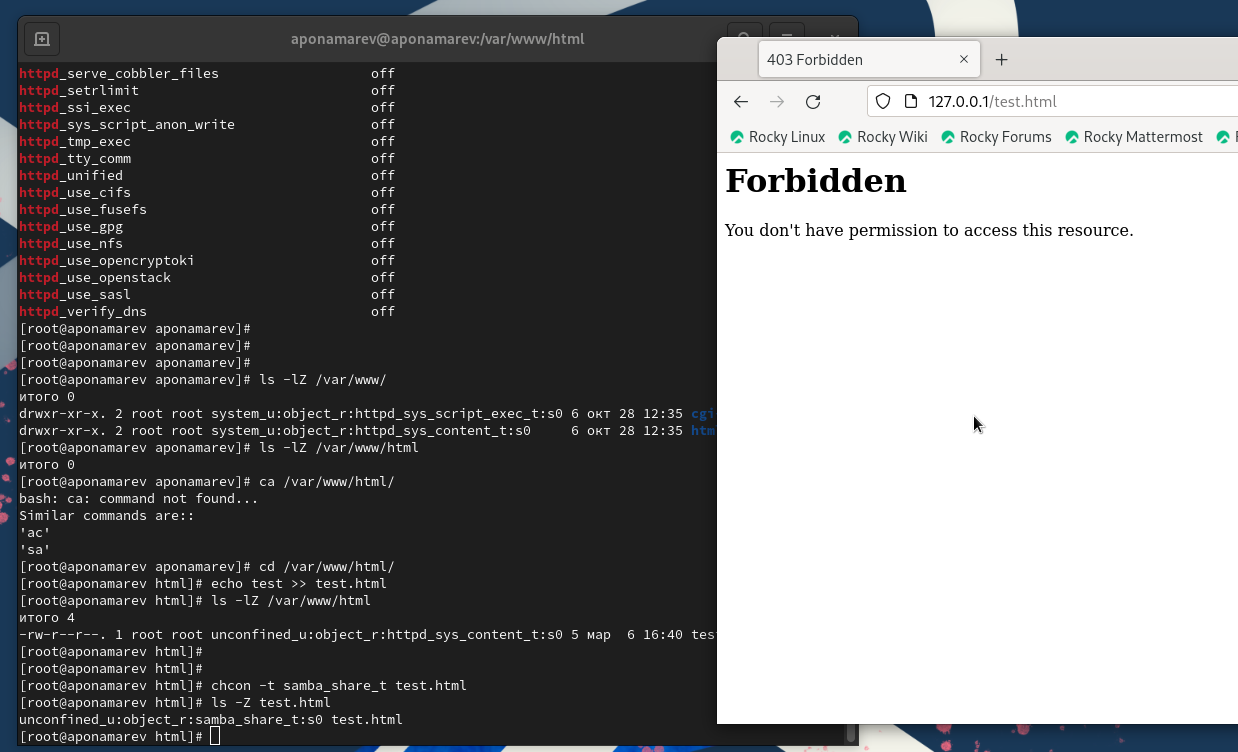 aponamarev@aponamarev:/var/www/html
httpd_serve_cobbler_files off
httpd_setrlimit off
httpd_ssi_exec off
httpd_sys_script_anon_write off
httpd_tmp_exec off
httpd_tty_comm off
httpd_unified off
httpd_use_cifs off
httpd_use_fusefs off
httpd_use_gpg off
httpd_use_nfs off
httpd_use_opencryptoki off
httpd_use_openstack off
httpd_use_sasl off
httpd_verify_dns off
[root@aponamarev aponamarev]#
[root@aponamarev aponamarev]#
[root@aponamarev aponamarev]#
[root@aponamarev aponamarev]# ls -lZ /var/www/
итого 0
drwxr-xr-x. 2 root root system_u:object_r:httpd_sys_script_exec_t:s0 6 окт 28 12:35 cgi
drwxr-xr-x. 2 root root system_u:object_r:httpd_sys_content_t:s0 6 окт 28 12:35 htm
[root@aponamarev aponamarev]# ls -lZ /var/www/html
итого 0
[root@aponamarev aponamarev]# ca /var/www/html/
bash: ca: command not found...
Similar commands are::
'ac'
'sa'
[root@aponamarev aponamarev]# cd /var/www/html/
[root@aponamarev html]# echo test >> test.html
[root@aponamarev html]# ls -lZ /var/www/html
итого 4
-rw-r--r--. 1 root root unconfined_u:object_r:httpd_sys_content_t:s0 5 мар 6 16:40 test
[root@aponamarev html]#
[root@aponamarev html]#
[root@aponamarev html]# chcon -t samba_share_t test.html
[root@aponamarev html]# ls -Z test.html
unconfined_u:object_r:samba_share_t:s0 test.html
[root@aponamarev html]#
403 Forbidden
127.0.0.1/test.html
Rocky Linux Rocky Wiki Rocky Forums Rocky Mattermost
Forbidden
You don't have permission to access this resource.